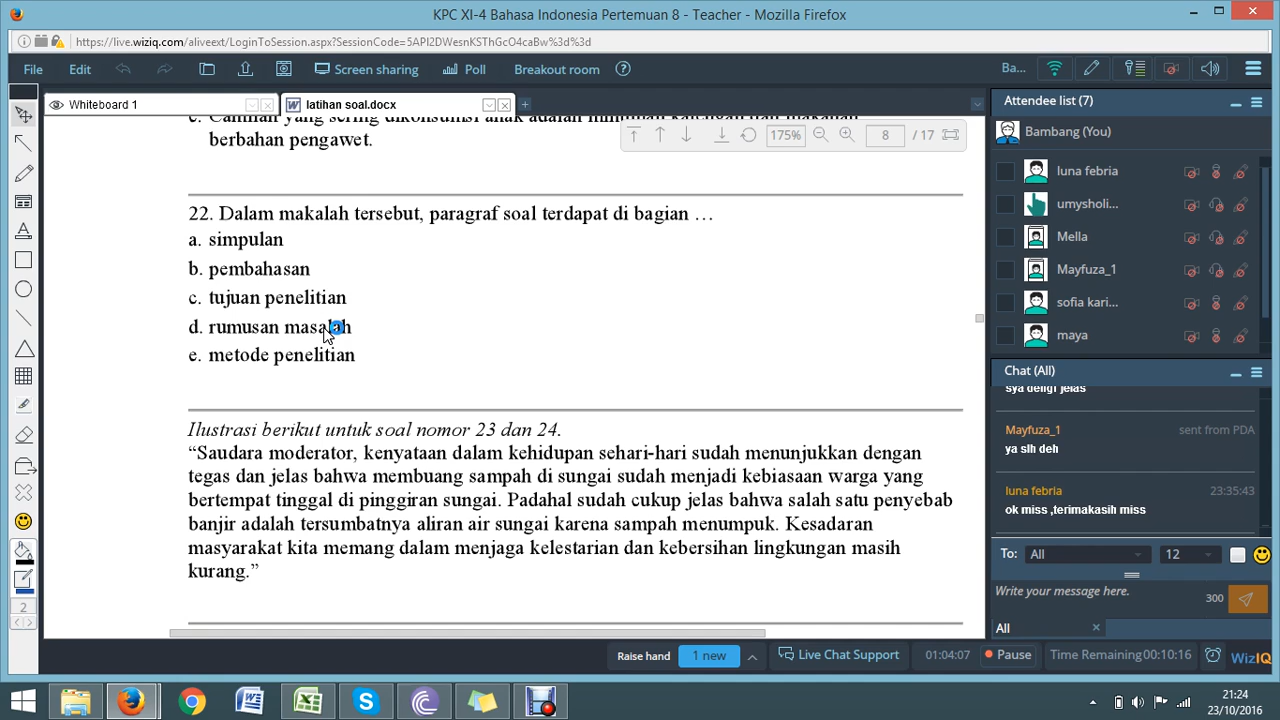 KPC XI-4 Bahasa Indonesia Pertemuan 8 - Teacher - Mozilla Firefox
https://live.wiziq.com/aliveext/LoginToSession.aspx?SessionCode=5API2DWesnKSThGcO4caBw%3d%3d
File Edit Screen sharing Poll Breakout room Ba...
Whiteboard 1 latihan soal.docx
175% 8 / 17
berbahan pengawet.
22. Dalam makalah tersebut, paragraf soal terdapat di bagian …
a. simpulan
b. pembahasan
c. tujuan penelitian
d. rumusan masalah
e. metode penelitian
Ilustrasi berikut untuk soal nomor 23 dan 24.
“Saudara moderator, kenyataan dalam kehidupan sehari-hari sudah menunjukkan dengan
tegas dan jelas bahwa membuang sampah di sungai sudah menjadi kebiasaan warga yang
bertempat tinggal di pinggiran sungai. Padahal sudah cukup jelas bahwa salah satu penyebab
banjir adalah tersumbatnya aliran air sungai karena sampah menumpuk. Kesadaran
masyarakat kita memang dalam menjaga kelestarian dan kebersihan lingkungan masih
kurang.”
2
Attendee list (7)
Bambang (You)
luna febria
umysholi...
Mella
Mayfuza_1
sofia kari...
maya
Chat (All)
Mayfuza_1 sent from PDA
ya sih deh
luna febria 23:35:43
ok miss ,terimakasih miss
To: All 12
Write your message here. 300
All
Raise hand 1 new Live Chat Support 01:04:07 Pause Time Remaining 00:10:16 WizIQ
21:24
23/10/2016